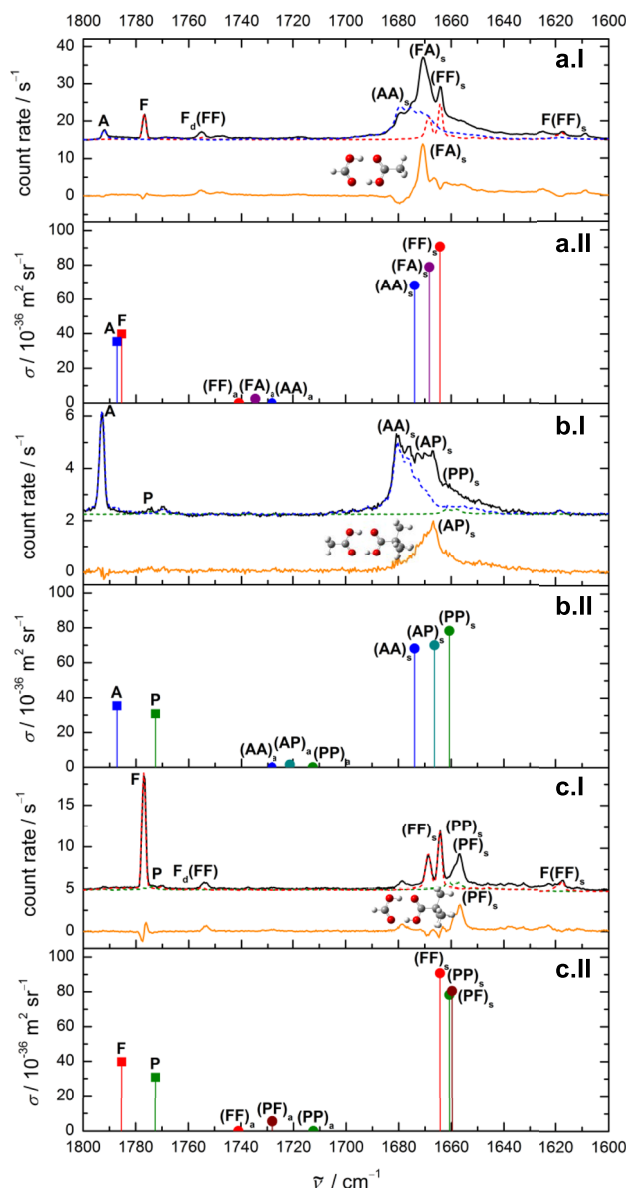 1800 1780 1760 1740 1720 1700 1680 1660 1640 1620 1600
a.I
count rate / s⁻¹
40
30
20
10
0
A
F
F_d(FF)
(AA)_s
(FA)_s
(FF)_s
F(FF)_s
(FA)_s
a.II
σ / 10⁻³⁶ m² sr⁻¹
100
80
60
40
20
0
A
F
(FF)_a
(FA)_a
(AA)_a
(AA)_s
(FA)_s
(FF)_s
b.I
count rate / s⁻¹
6
4
2
0
A
P
(AA)_s
(AP)_s
(PP)_s
(AP)_s
b.II
σ / 10⁻³⁶ m² sr⁻¹
80
60
40
20
0
A
P
(AA)_a
(AP)_a
(PP)_a
(AA)_s
(AP)_s
(PP)_s
c.I
count rate / s⁻¹
15
10
5
0
F
P
F_d(FF)
(FF)_s
(PP)_s
(PF)_s
F(FF)_s
(PF)_s
c.II
σ / 10⁻³⁶ m² sr⁻¹
100
80
60
40
20
0
F
P
(FF)_a
(PF)_a
(PP)_a
(FF)_s
(PP)_s
(PF)_s
1800 1780 1760 1740 1720 1700 1680 1660 1640 1620 1600
ν̃ / cm⁻¹